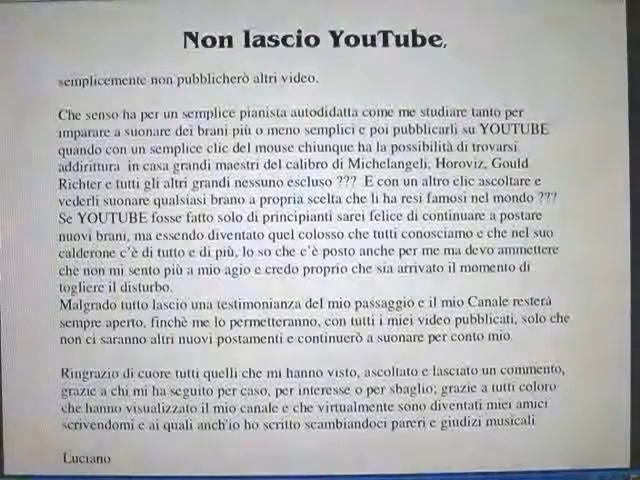 Non lascio YouTube,
semplicemente non pubblicherò altri video.
Che senso ha per un semplice pianista autodidatta come me studiare tanto per
imparare a suonare dei brani più o meno semplici e poi pubblicarli su YOUTUBE
quando con un semplice clic del mouse chiunque ha la possibilità di trovarsi
addirittura in casa grandi maestri del calibro di Michelangeli, Horoviz, Gould
Richter e tutti gli altri grandi nessuno escluso ??? E con un altro clic ascoltare e
vederli suonare qualsiasi brano a propria scelta che li ha resi famosi nel mondo ???
Se YOUTUBE fosse fatto solo di principianti sarei felice di continuare a postare
nuovi brani, ma essendo diventato quel colosso che tutti conosciamo e che nel suo
calderone c'è di tutto e di più, lo so che c'è posto anche per me ma devo ammettere
che non mi sento più a mio agio e credo proprio che sia arrivato il momento di
togliere il disturbo.
Malgrado tutto lascio una testimonianza del mio passaggio e il mio Canale resterà
sempre aperto, finchè me lo permetteranno, con tutti i miei video pubblicati, solo che
non ci saranno altri nuovi postamenti e continuerò a suonare per conto mio.
Ringrazio di cuore tutti quelli che mi hanno visto, ascoltato e lasciato un commento,
grazie a chi mi ha seguito per caso, per interesse o per sbaglio; grazie a tutti coloro
che hanno visualizzato il mio canale e che virtualmente sono diventati miei amici
scrivendomi e ai quali anch'io ho scritto scambiandoci pareri e giudizi musicali
Luciano